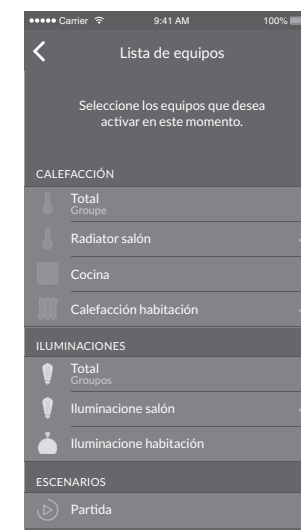 Carrier 9:41 AM 100%
Lista de equipos
Seleccione los equipos que desea
activar en este momento.
CALEFACCIÓN
Total
Groupe
Radiator salón
Cocina
Calefacción habitación
ILUMINACIONES
Total
Groupos
Iluminacione salón
Iluminacione habitación
ESCENARIOS
Partida